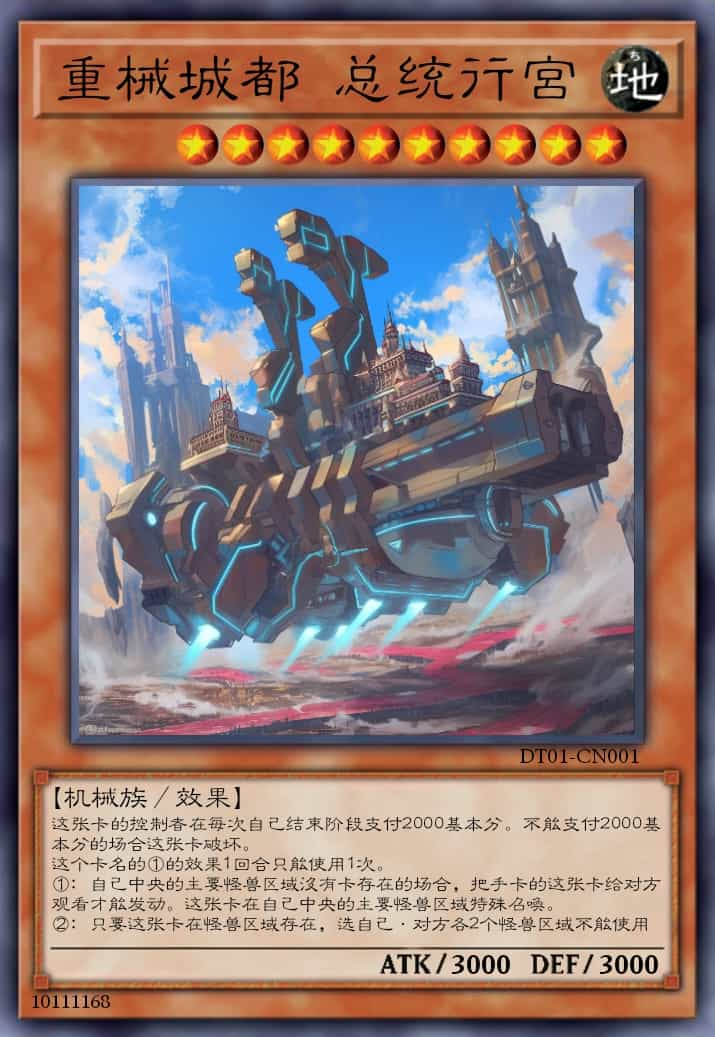 重械城都 总统行宫
ち
地
DT01-CN001
【机械族/效果】
这张卡的控制者在每次自己结束阶段支付2000基本分。不能支付2000基
本分的场合这张卡破坏。
这个卡名的①的效果1回合只能使用1次。
①：自己中央的主要怪兽区域没有卡存在的场合，把手卡的这张卡给对方
观看才能发动。这张卡在自己中央的主要怪兽区域特殊召唤。
②：只要这张卡在怪兽区域存在，选自己·对方各2个怪兽区域不能使用
ATK/3000 DEF/3000
10111168